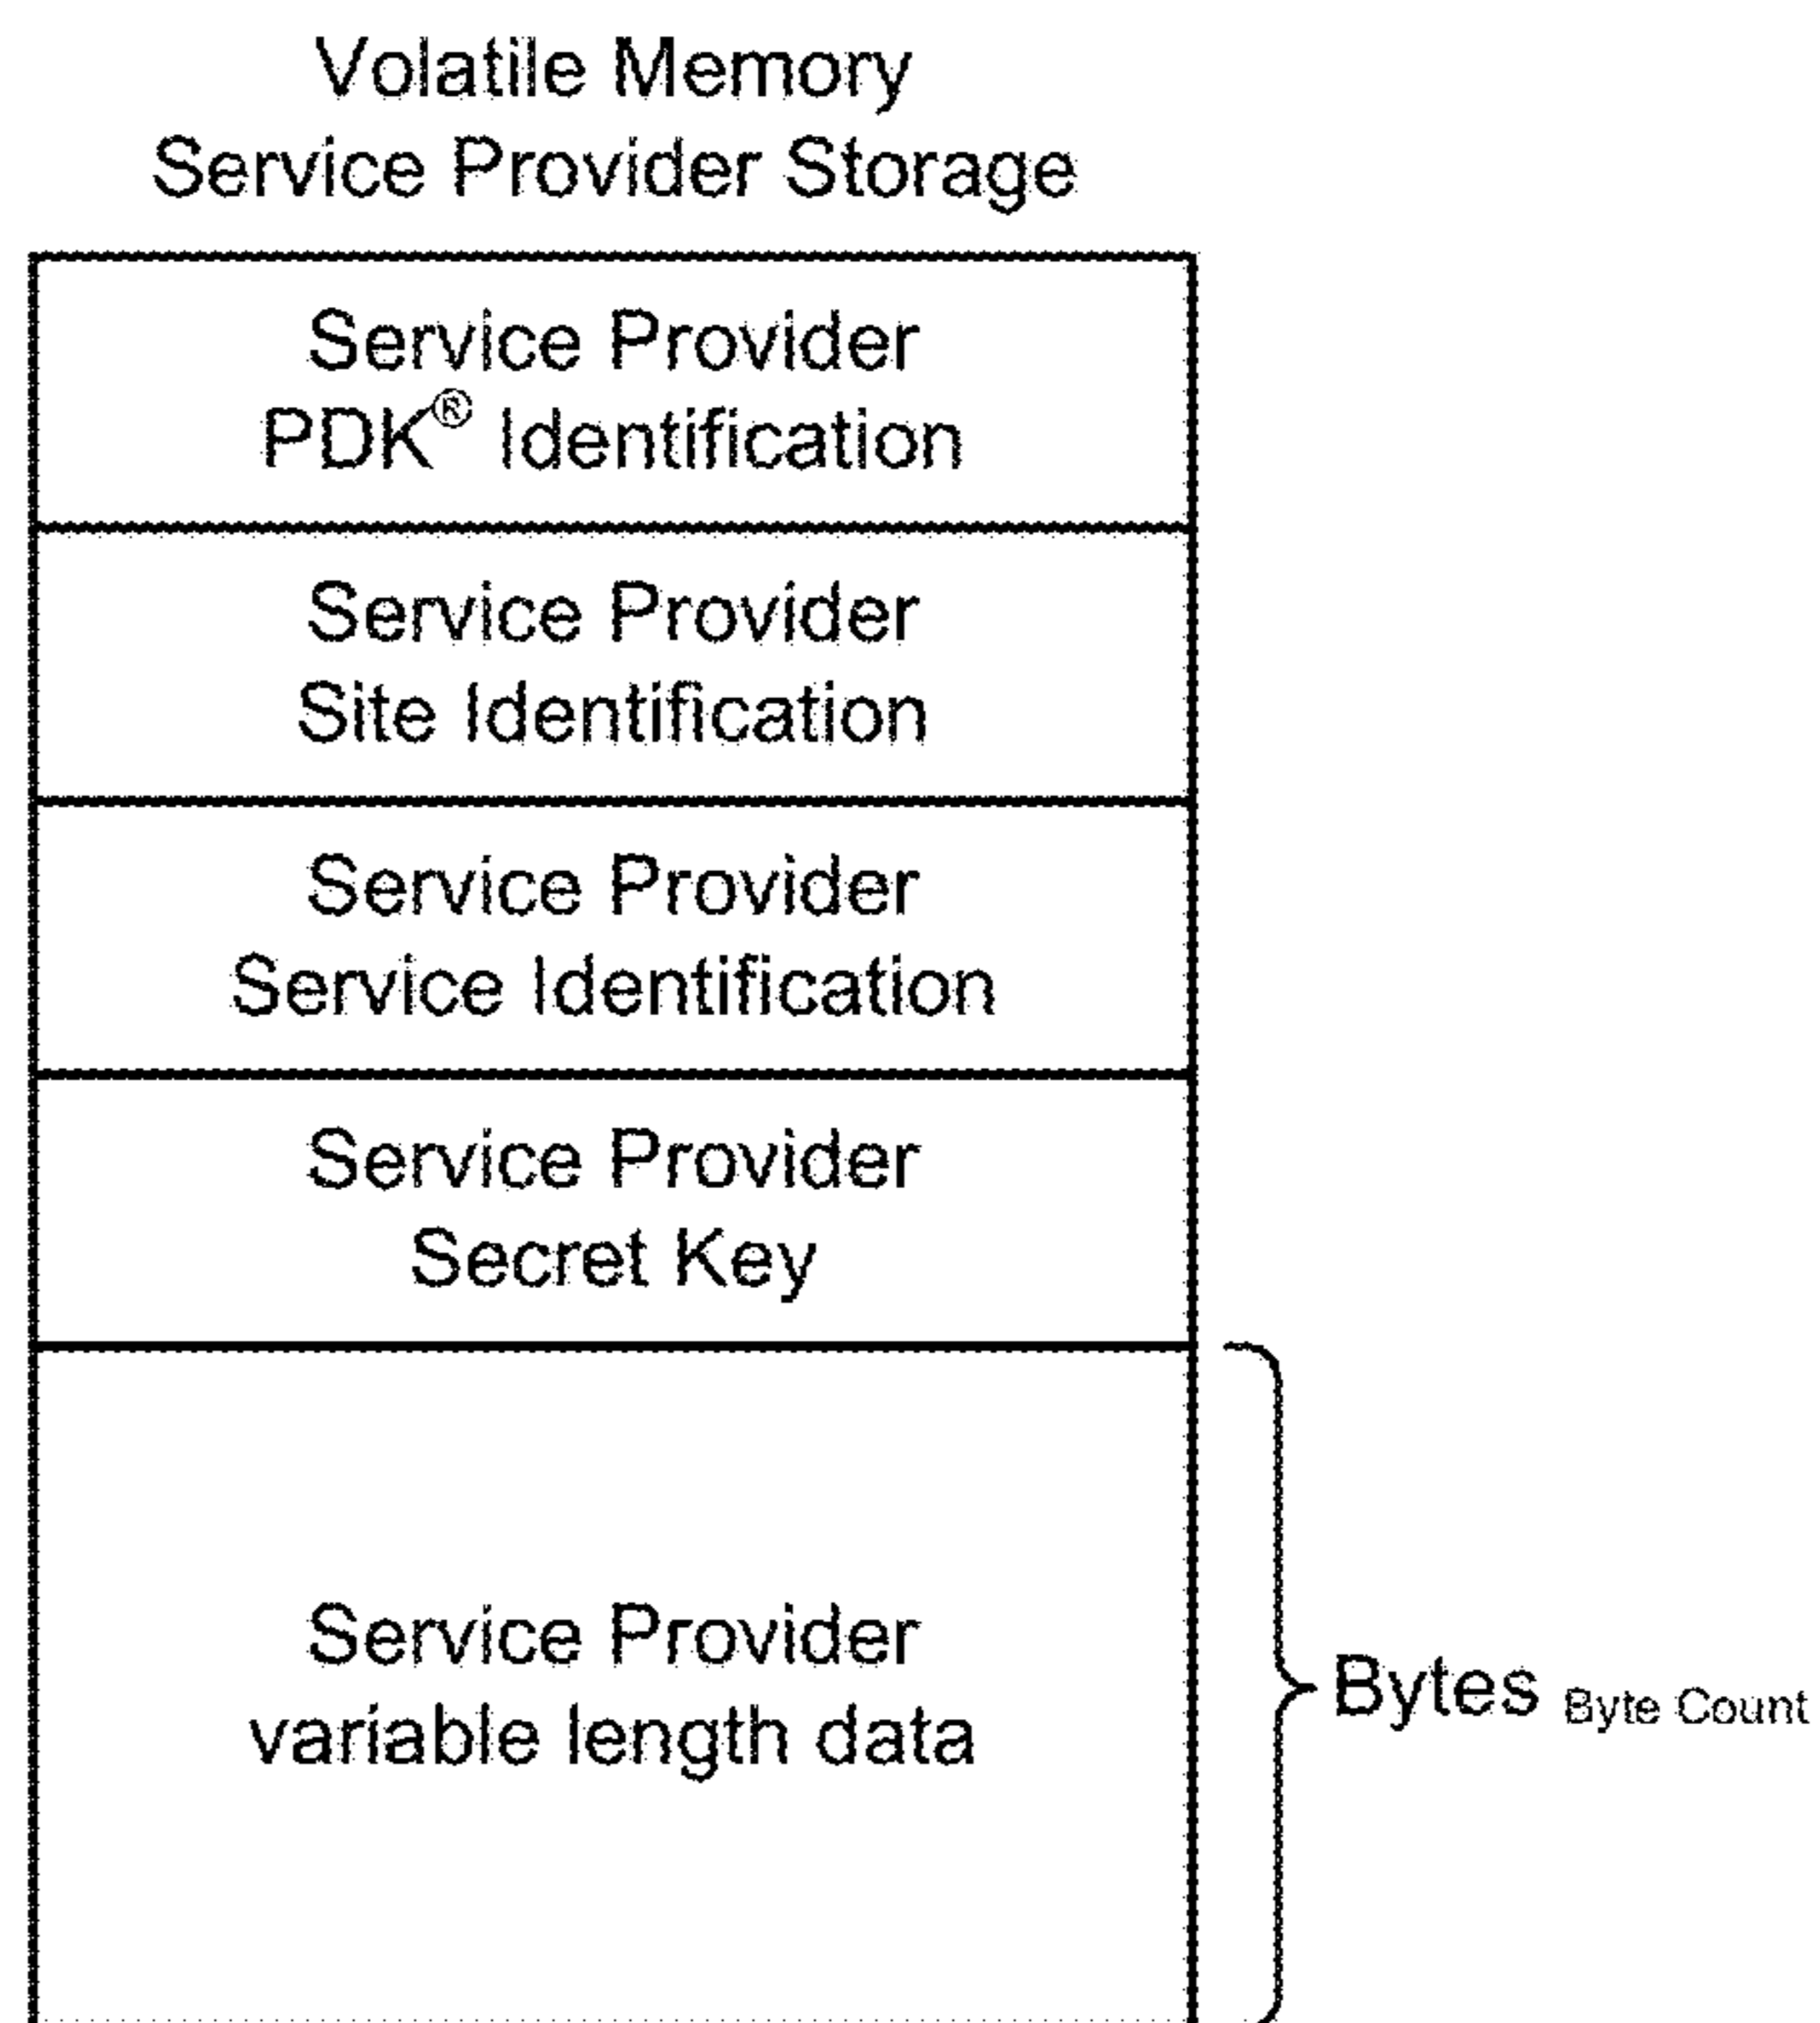 Volatile Memory
Service Provider Storage
Service Provider
PDK® Identification
Service Provider
Site Identification
Service Provider
Service Identification
Service Provider
Secret Key
Service Provider
variable length data
Bytes Byte Count